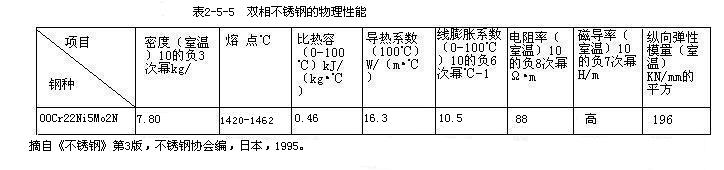 表2-5-5 双相不锈钢的物理性能
项目
钢种
密度（室温）10的负3次幂kg/
熔 点℃
比热容（0-100℃）kJ/（kg•℃）
导热系数（100℃）W/（m•℃）
线膨胀系数（0-100℃）10的负6次幂℃-1
电阻率（室温）10的负8次幂Ω•m
磁导率（室温）10的负7次幂H/m
纵向弹性模量（室温）KN/mm的平方
00Cr22Ni5Mo2N 7.80 1420-1462 0.46 16.3 10.5 88 高 196
摘自《不锈钢》第3版，不锈钢协会编，日本，1995。